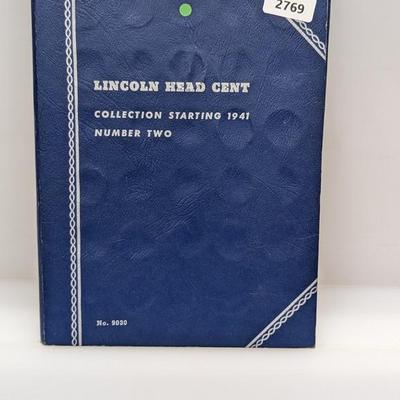 2769
LINCOLN HEAD CENT
COLLECTION STARTING 1941
NUMBER TWO
No. 9030